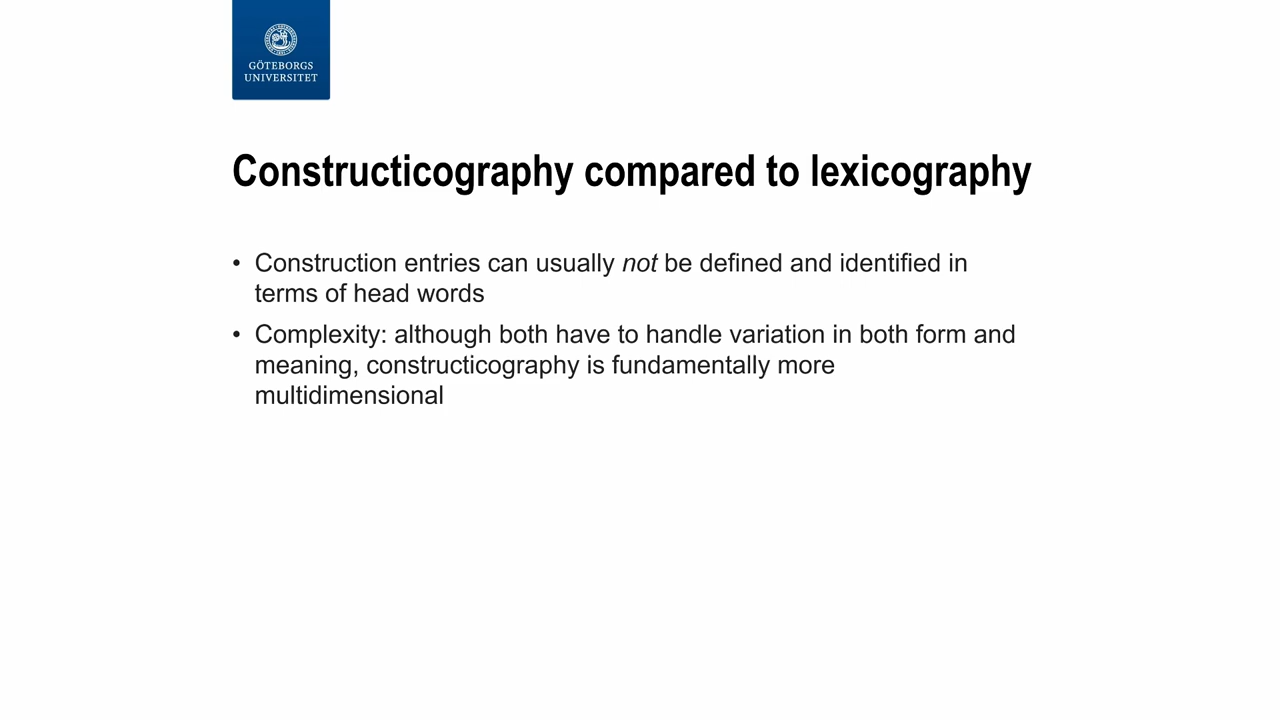 GÖTEBORGS
UNIVERSITET
Constructicography compared to lexicography
• Construction entries can usually not be defined and identified in
terms of head words
• Complexity: although both have to handle variation in both form and
meaning, constructicography is fundamentally more
multidimensional